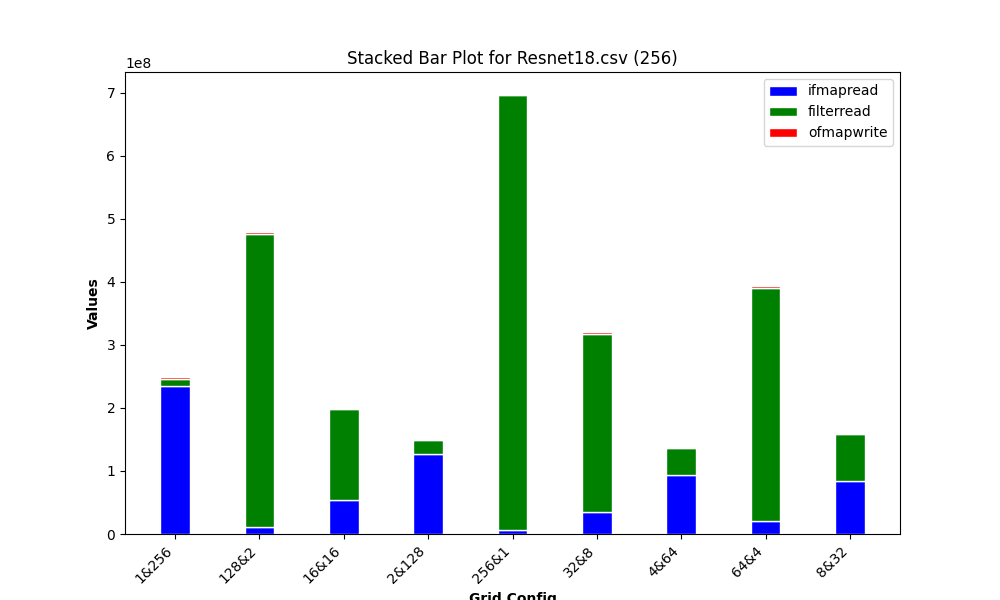 Stacked Bar Plot for Resnet18.csv (256)
1e8
7
6
5
4
3
2
1
0
Values
ifmapread
filterread
ofmapwrite
1&256
128&2
16&16
2&128
256&1
32&8
4&64
64&4
8&32
Grid Config